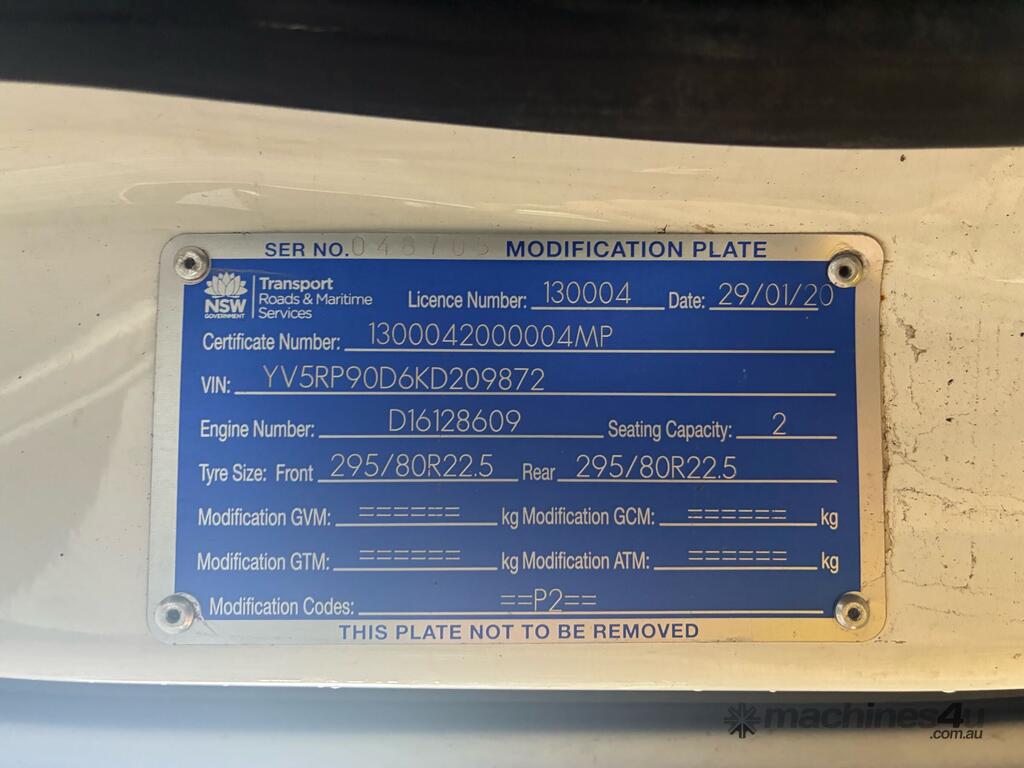 SER NO. 048705 MODIFICATION PLATE
NSW GOVERNMENT Transport Roads & Maritime Services
Licence Number: 130004 Date: 29/01/20
Certificate Number: 1300042000004MP
VIN: YV5RP90D6KD209872
Engine Number: D16128609 Seating Capacity: 2
Tyre Size: Front 295/80R22.5 Rear 295/80R22.5
Modification GVM: ====== kg Modification GCM: ====== kg
Modification GTM: ====== kg Modification ATM: ====== kg
Modification Codes: ==P2==
THIS PLATE NOT TO BE REMOVED
machines4u
.com.au